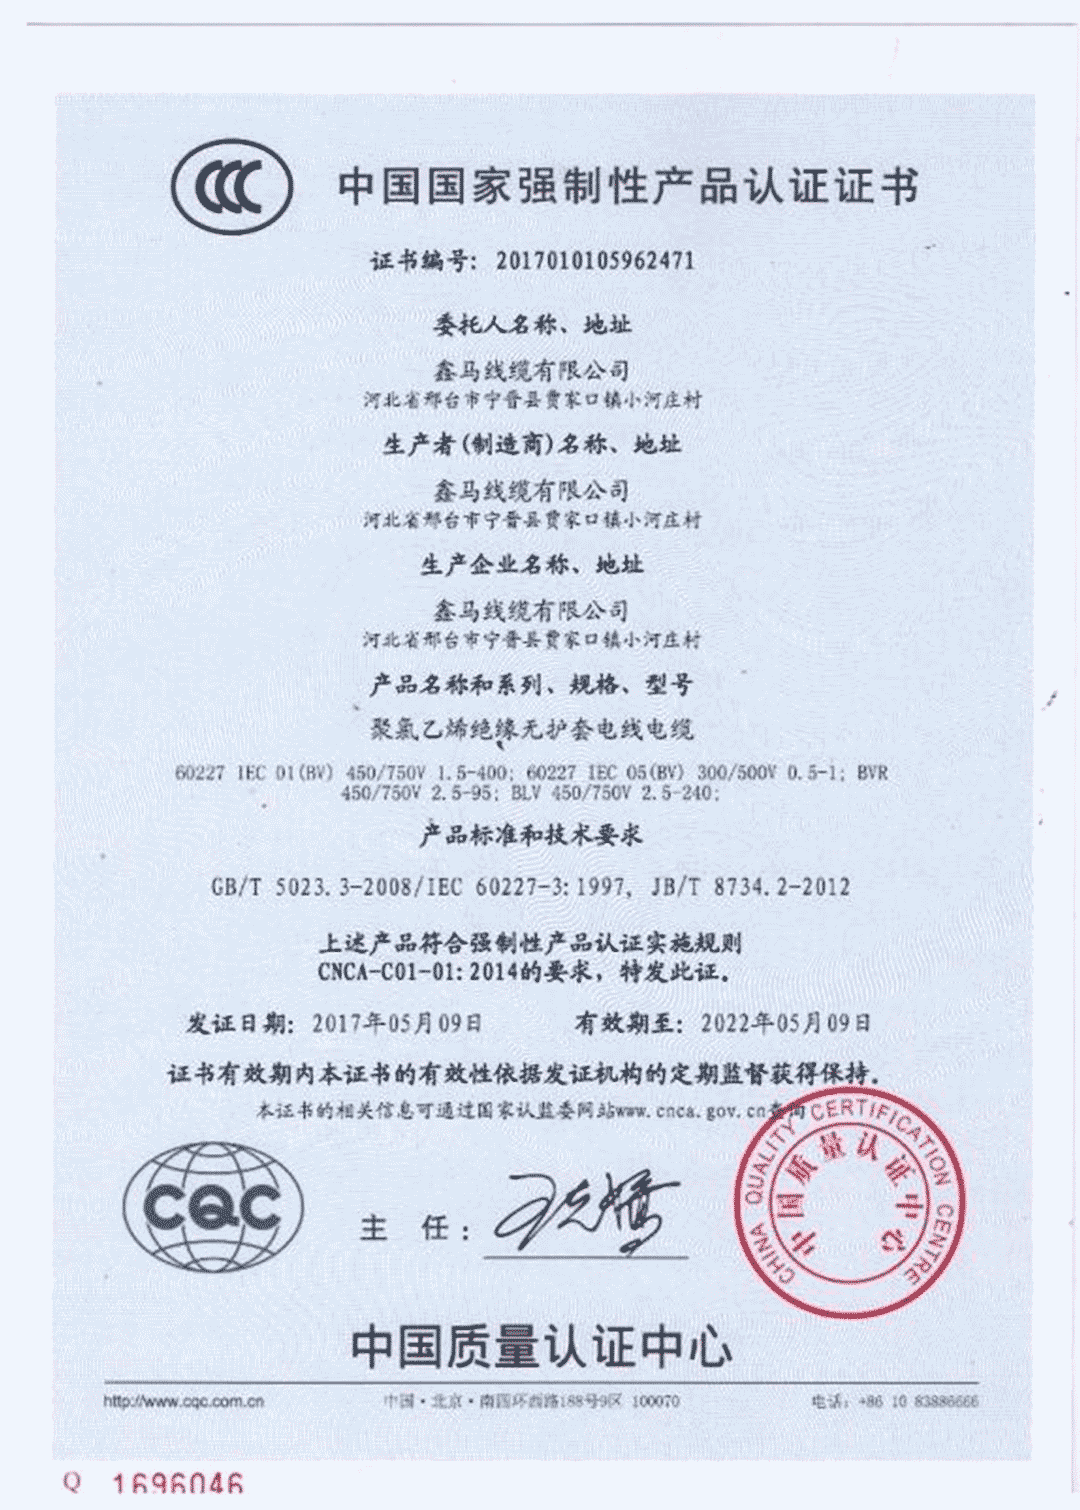 CCC
中国国家强制性产品认证证书
证书编号: 2017010105962471
委托人名称、地址
鑫马线缆有限公司
河北省邢台市宁晋县贾家口镇小河庄村
生产者(制造商)名称、地址
鑫马线缆有限公司
河北省邢台市宁晋县贾家口镇小河庄村
生产企业名称、地址
鑫马线缆有限公司
河北省邢台市宁晋县贾家口镇小河庄村
产品名称和系列、规格、型号
聚氯乙烯绝缘无护套电线电缆
60227 IEC 01(BV) 450/750V 1.5-400; 60227 IEC 05(BV) 300/500V 0.5-1; BVR
450/750V 2.5-95; BLV 450/750V 2.5-240;
产品标准和技术要求
GB/T 5023.3-2008/IEC 60227-3:1997, JB/T 8734.2-2012
上述产品符合强制性产品认证实施规则
CNCA-C01-01:2014的要求，特发此证。
发证日期: 2017年05月09日 有效期至: 2022年05月09日
证书有效期内本证书的有效性依据发证机构的定期监督获得保持。
本证书的相关信息可通过国家认监委网站www.cnca.gov.cn查询
CHINA QUALITY CERTIFICATION CENTRE
中国质量认证中心
CQC
主 任:
中国质量认证中心
http://www.cqc.com.cn 中国·北京·南四环西路188号9区 100070 电话: +86 10 83886666
Q 1696046